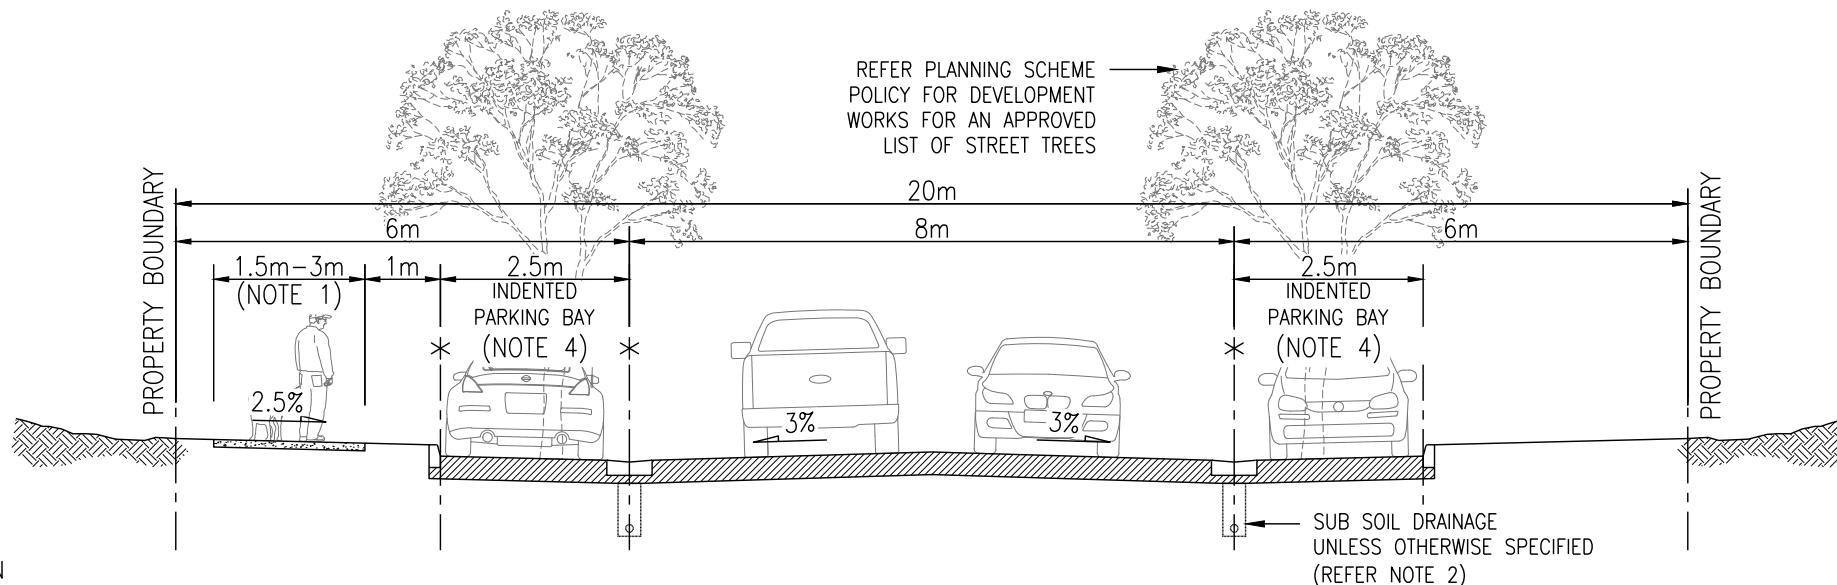 REFER PLANNING SCHEME
POLICY FOR DEVELOPMENT
WORKS FOR AN APPROVED
LIST OF STREET TREES
PROPERTY BOUNDARY
20m
6m
8m
6m
PROPERTY BOUNDARY
1.5m-3m
(NOTE 1)
1m
2.5m
INDENTED
PARKING BAY
(NOTE 4)
2.5m
INDENTED
PARKING BAY
(NOTE 4)
2.5%
3%
3%
SUB SOIL DRAINAGE
UNLESS OTHERWISE SPECIFIED
(REFER NOTE 2)
N